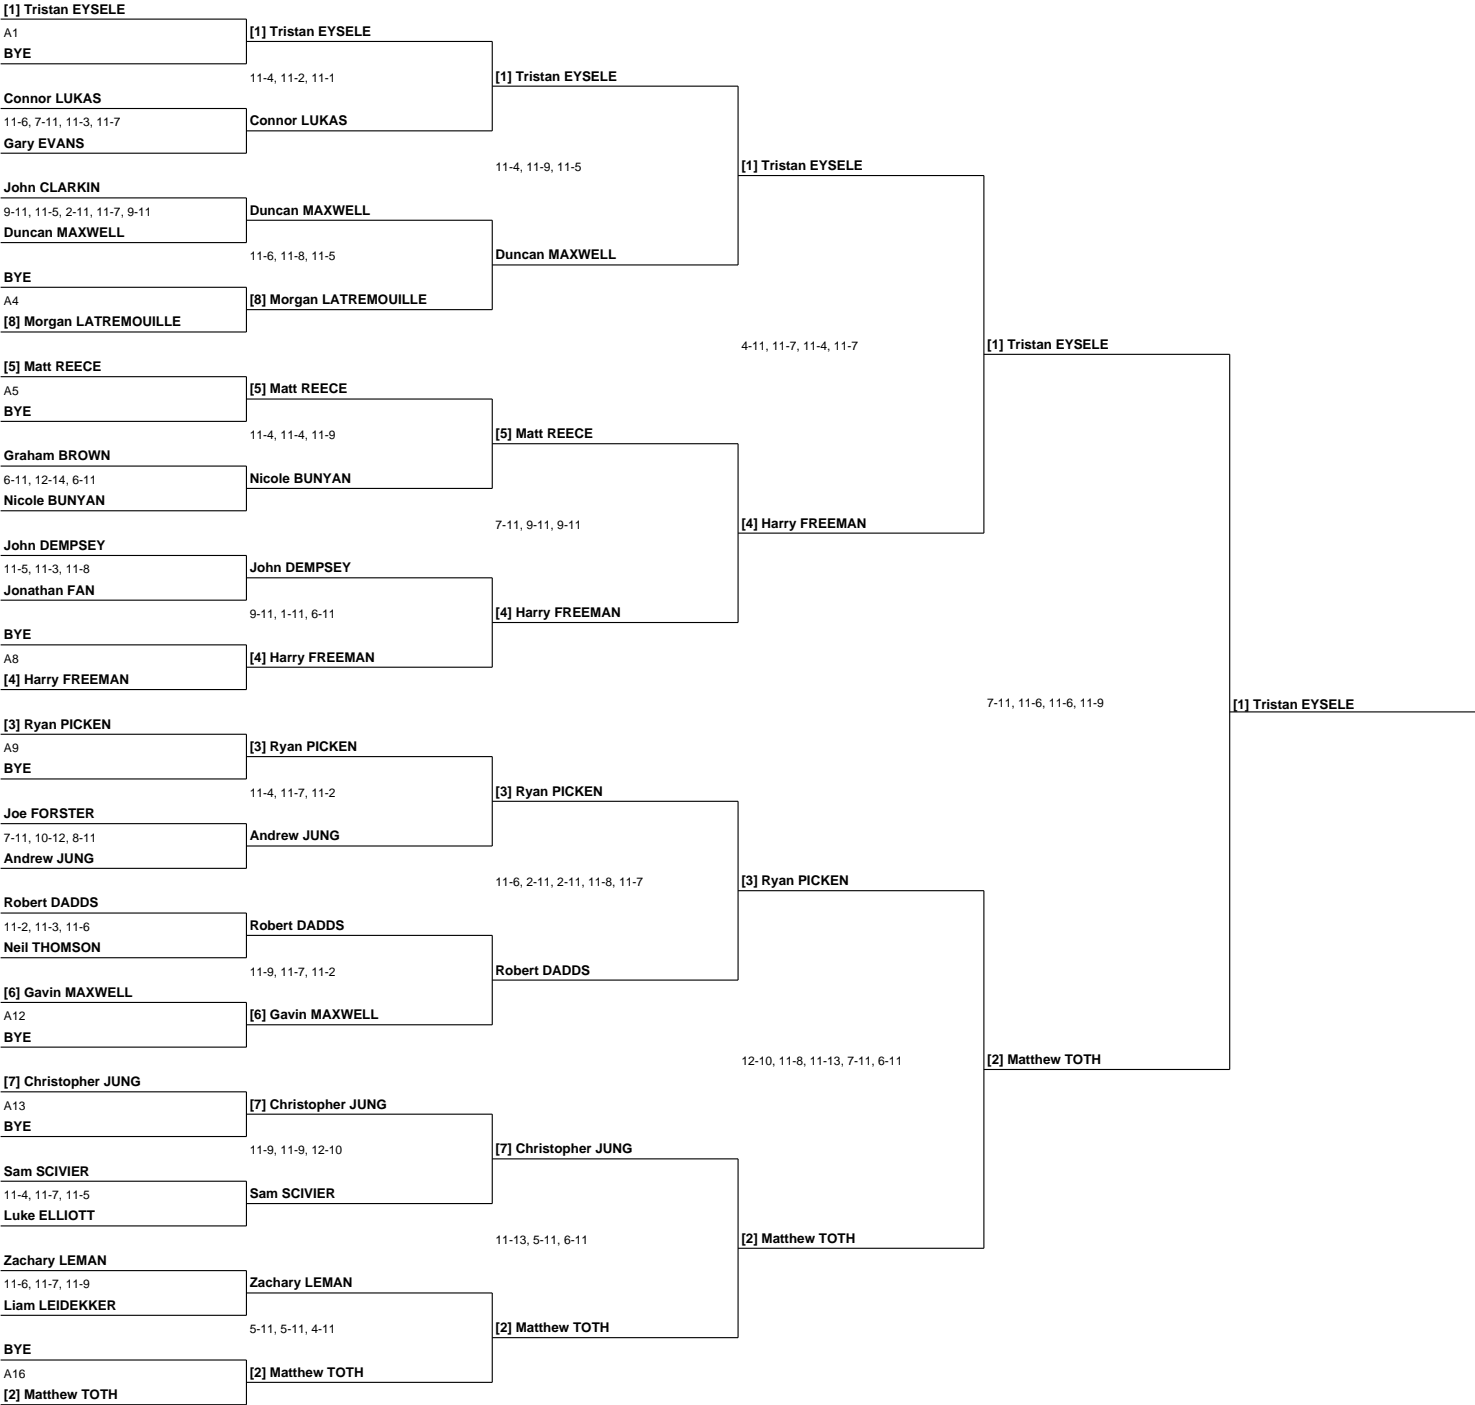 [1] Tristan EYSELE
A1
BYE
Connor LUKAS
11-6, 7-11, 11-3, 11-7
Gary EVANS
John CLARKIN
9-11, 11-5, 2-11, 11-7, 9-11
Duncan MAXWELL
BYE
A4
[8] Morgan LATREMOUILLE
[5] Matt REECE
A5
BYE
Graham BROWN
6-11, 12-14, 6-11
Nicole BUNYAN
John DEMPSEY
11-5, 11-3, 11-8
Jonathan FAN
BYE
A8
[4] Harry FREEMAN
[3] Ryan PICKEN
A9
BYE
Joe FORSTER
7-11, 10-12, 8-11
Andrew JUNG
Robert DADDS
11-2, 11-3, 11-6
Neil THOMSON
[6] Gavin MAXWELL
A12
BYE
[7] Christopher JUNG
A13
BYE
Sam SCIVIER
11-4, 11-7, 11-5
Luke ELLIOTT
Zachary LEMAN
11-6, 11-7, 11-9
Liam LEIDEKKER
BYE
A16
[2] Matthew TOTH
[1] Tristan EYSELE
11-4, 11-2, 11-1
Connor LUKAS
Duncan MAXWELL
11-6, 11-8, 11-5
[8] Morgan LATREMOUILLE
[5] Matt REECE
11-4, 11-4, 11-9
Nicole BUNYAN
John DEMPSEY
9-11, 1-11, 6-11
[4] Harry FREEMAN
[3] Ryan PICKEN
11-4, 11-7, 11-2
Andrew JUNG
Robert DADDS
11-9, 11-7, 11-2
[6] Gavin MAXWELL
[7] Christopher JUNG
11-9, 11-9, 12-10
Sam SCIVIER
Zachary LEMAN
5-11, 5-11, 4-11
[2] Matthew TOTH
[1] Tristan EYSELE
11-4, 11-9, 11-5
Duncan MAXWELL
[5] Matt REECE
7-11, 9-11, 9-11
[4] Harry FREEMAN
[3] Ryan PICKEN
11-6, 2-11, 2-11, 11-8, 11-7
Robert DADDS
[7] Christopher JUNG
11-13, 5-11, 6-11
[2] Matthew TOTH
[1] Tristan EYSELE
4-11, 11-7, 11-4, 11-7
[4] Harry FREEMAN
[3] Ryan PICKEN
12-10, 11-8, 11-13, 7-11, 6-11
[2] Matthew TOTH
[1] Tristan EYSELE
7-11, 11-6, 11-6, 11-9
[2] Matthew TOTH
[1] Tristan EYSELE